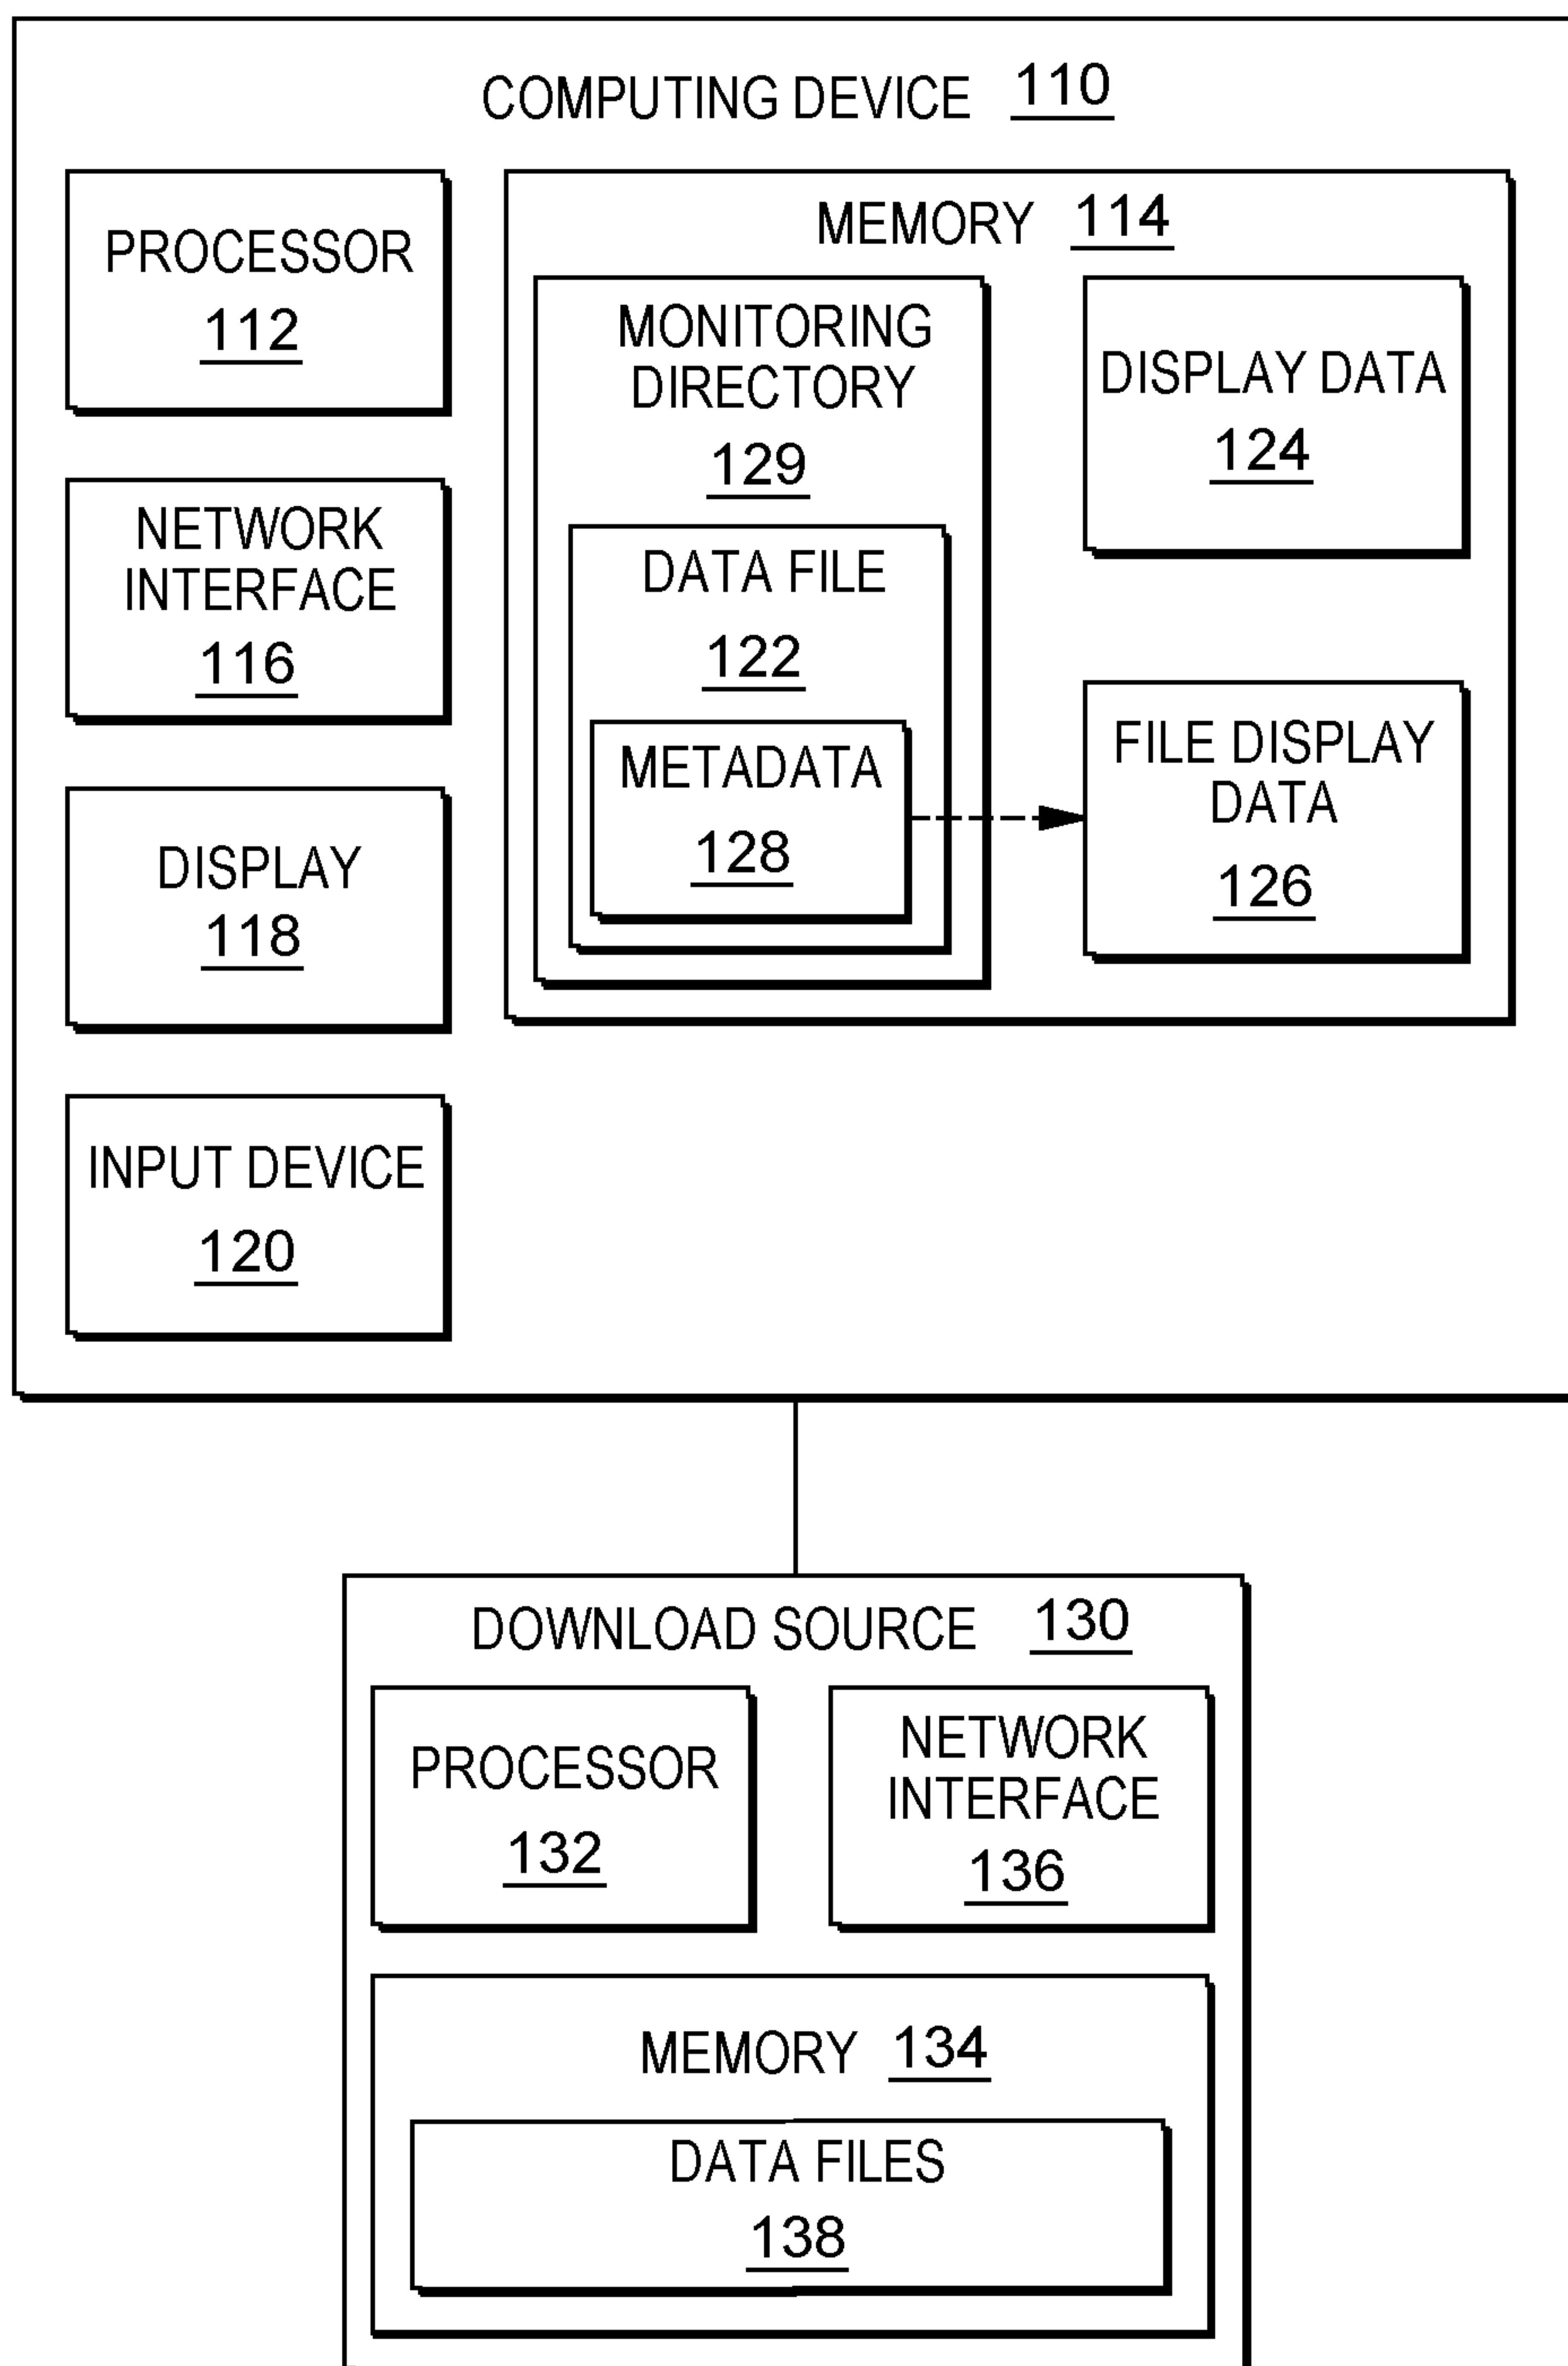 COMPUTING DEVICE 110
PROCESSOR
112
NETWORK
INTERFACE
116
DISPLAY
118
INPUT DEVICE
120
MEMORY 114
MONITORING
DIRECTORY
129
DATA FILE
122
METADATA
128
DISPLAY DATA
124
FILE DISPLAY
DATA
126
DOWNLOAD SOURCE 130
PROCESSOR
132
NETWORK
INTERFACE
136
MEMORY 134
DATA FILES
138